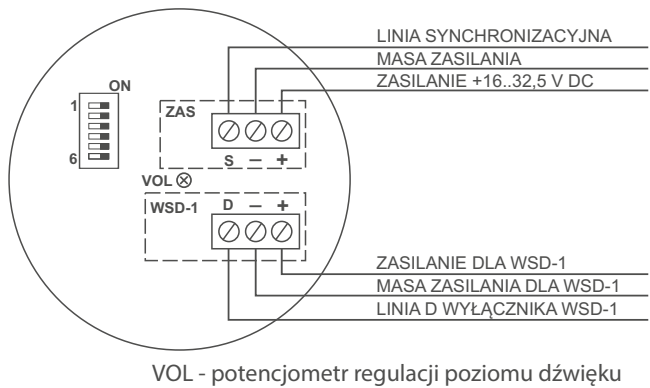 LINIA SYNCHRONIZACYJNA
MASA ZASILANIA
ZASILANIE +16..32,5 V DC
ON
1
6
ZAS
S – +
VOL
WSD-1
D – +
ZASILANIE DLA WSD-1
MASA ZASILANIA DLA WSD-1
LINIA D WYŁĄCZNIKA WSD-1
VOL - potencjometr regulacji poziomu dźwięku